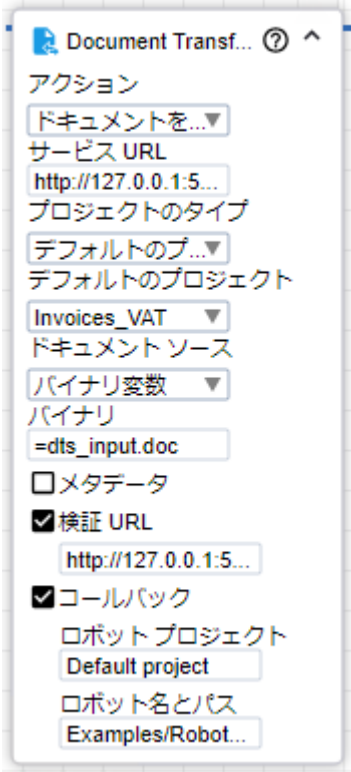 Document Transf...
アクション
ドキュメントを...
サービス URL
http://127.0.0.1:5...
プロジェクトのタイプ
デフォルトのプ...
デフォルトのプロジェクト
Invoices_VAT
ドキュメント ソース
バイナリ変数
バイナリ
=dts_input.doc
メタデータ
検証 URL
http://127.0.0.1:5...
コールバック
ロボット プロジェクト
Default project
ロボット名とパス
Examples/Robot...